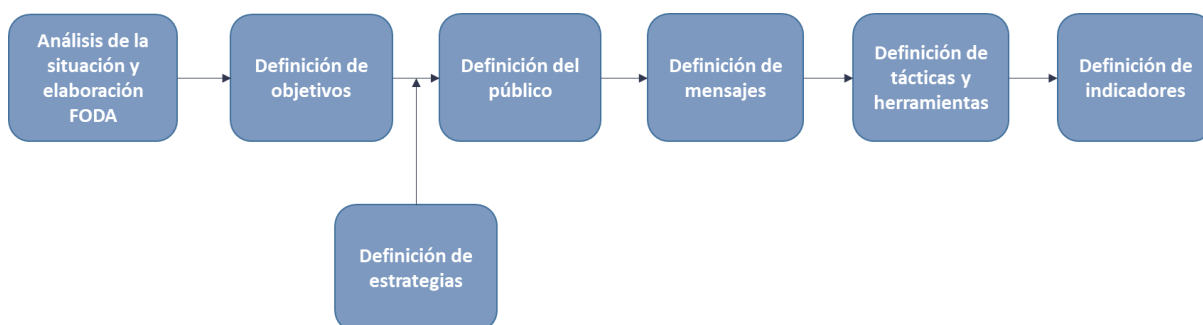 Análisis de la
situación y
elaboración
FODA
Definición de
objetivos
Definición del
público
Definición de
mensajes
Definición de
tácticas y
herramientas
Definición de
indicadores
Definición de
estrategias